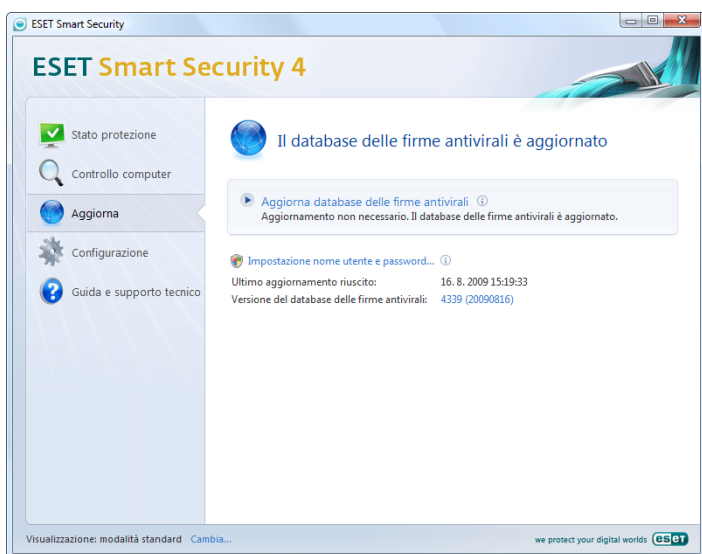 ESET Smart Security
ESET Smart Security 4
Stato protezione
Controllo computer
Aggiorna
Configurazione
Guida e supporto tecnico
Il database delle firme antivirali è aggiornato
Aggiorna database delle firme antivirali
Aggiornamento non necessario. Il database delle firme antivirali è aggiornato.
Impostazione nome utente e password...
Ultimo aggiornamento riuscito: 16. 8. 2009 15:19:33
Versione del database delle firme antivirali: 4339 (20090816)
Visualizzazione: modalità standard Cambia...
we protect your digital worlds eset